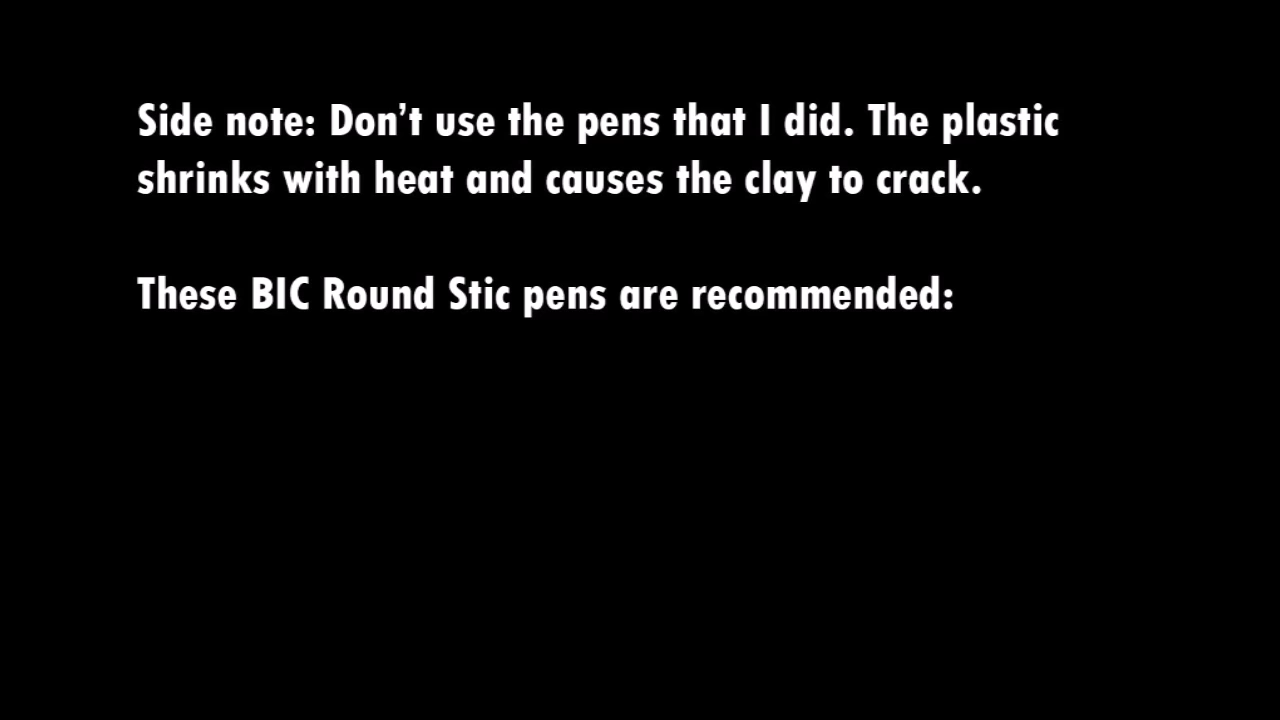 Side note: Don’t use the pens that I did. The plastic
shrinks with heat and causes the clay to crack.
These BIC Round Stic pens are recommended: